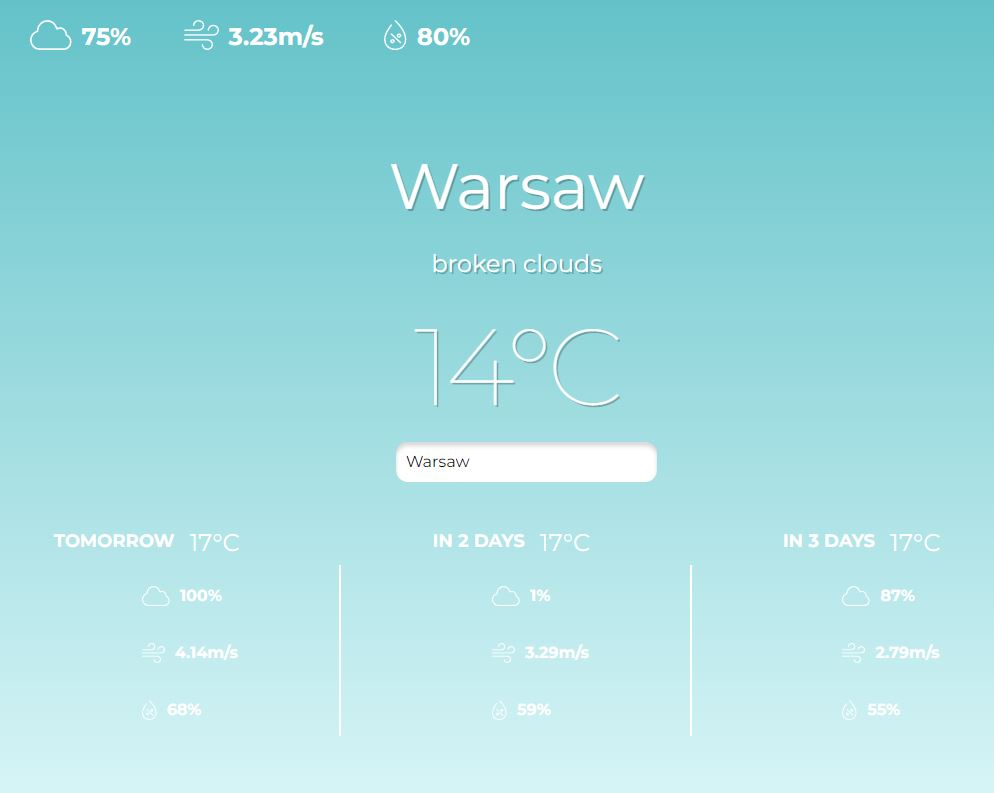 75% 3.23m/s 80%
Warsaw
broken clouds
14°C
Warsaw
TOMORROW 17°C
100%
4.14m/s
68%
IN 2 DAYS 17°C
1%
3.29m/s
59%
IN 3 DAYS 17°C
87%
2.79m/s
55%